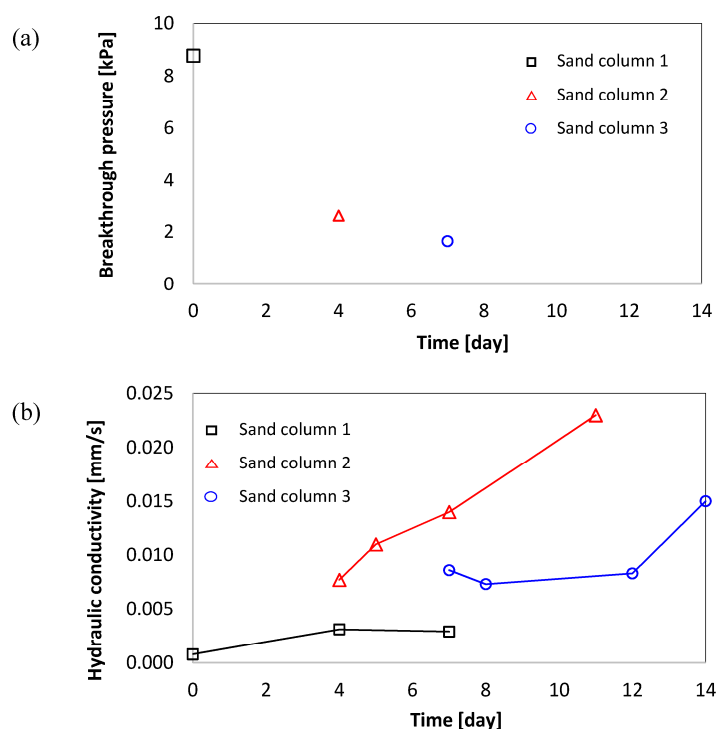 (a)
Breakthrough pressure [kPa]
10
8
6
4
2
0
Sand column 1
Sand column 2
Sand column 3
0 2 4 6 8 10 12 14
Time [day]
(b)
Hydraulic conductivity [mm/s]
0.025
0.020
0.015
0.010
0.005
0.000
Sand column 1
Sand column 2
Sand column 3
0 2 4 6 8 10 12 14
Time [day]